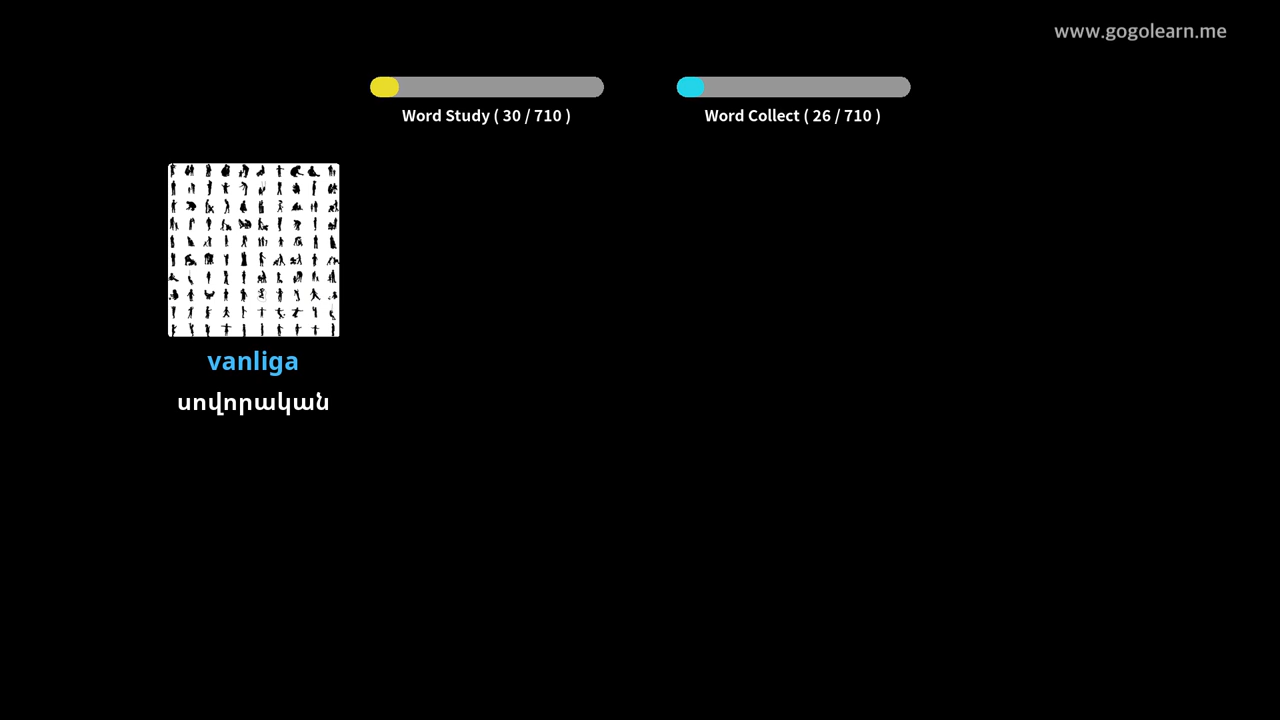 www.gogolearn.me
Word Study ( 30 / 710 )
Word Collect ( 26 / 710 )
vanliga
սովորական